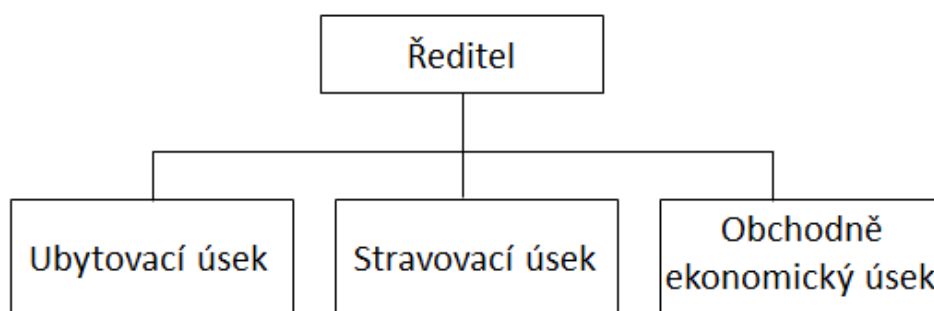 Ředitel
Ubytovací úsek
Stravovací úsek
Obchodně
ekonomický úsek